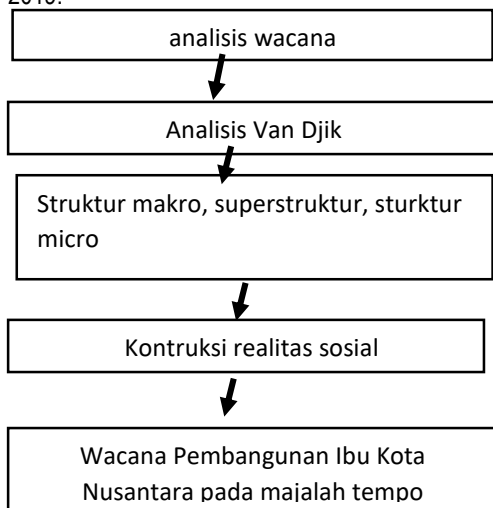 2019.
analisis wacana
Analisis Van Djik
Struktur makro, superstruktur, sturktur
micro
Kontruksi realitas sosial
Wacana Pembangunan Ibu Kota
Nusantara pada majalah tempo